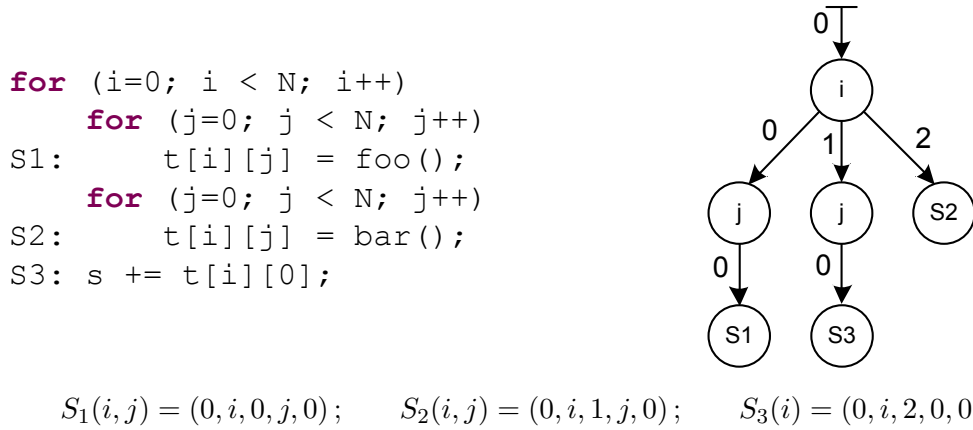 for (i=0; i < N; i++)
for (j=0; j < N; j++)
S1: t[i][j] = foo();
for (j=0; j < N; j++)
S2: t[i][j] = bar();
S3: s += t[i][0];
0
i
0 1 2
j j S2
0 0
S1 S3
S₁(i, j) = (0, i, 0, j, 0) ; S₂(i, j) = (0, i, 1, j, 0) ; S₃(i) = (0, i, 2, 0, 0